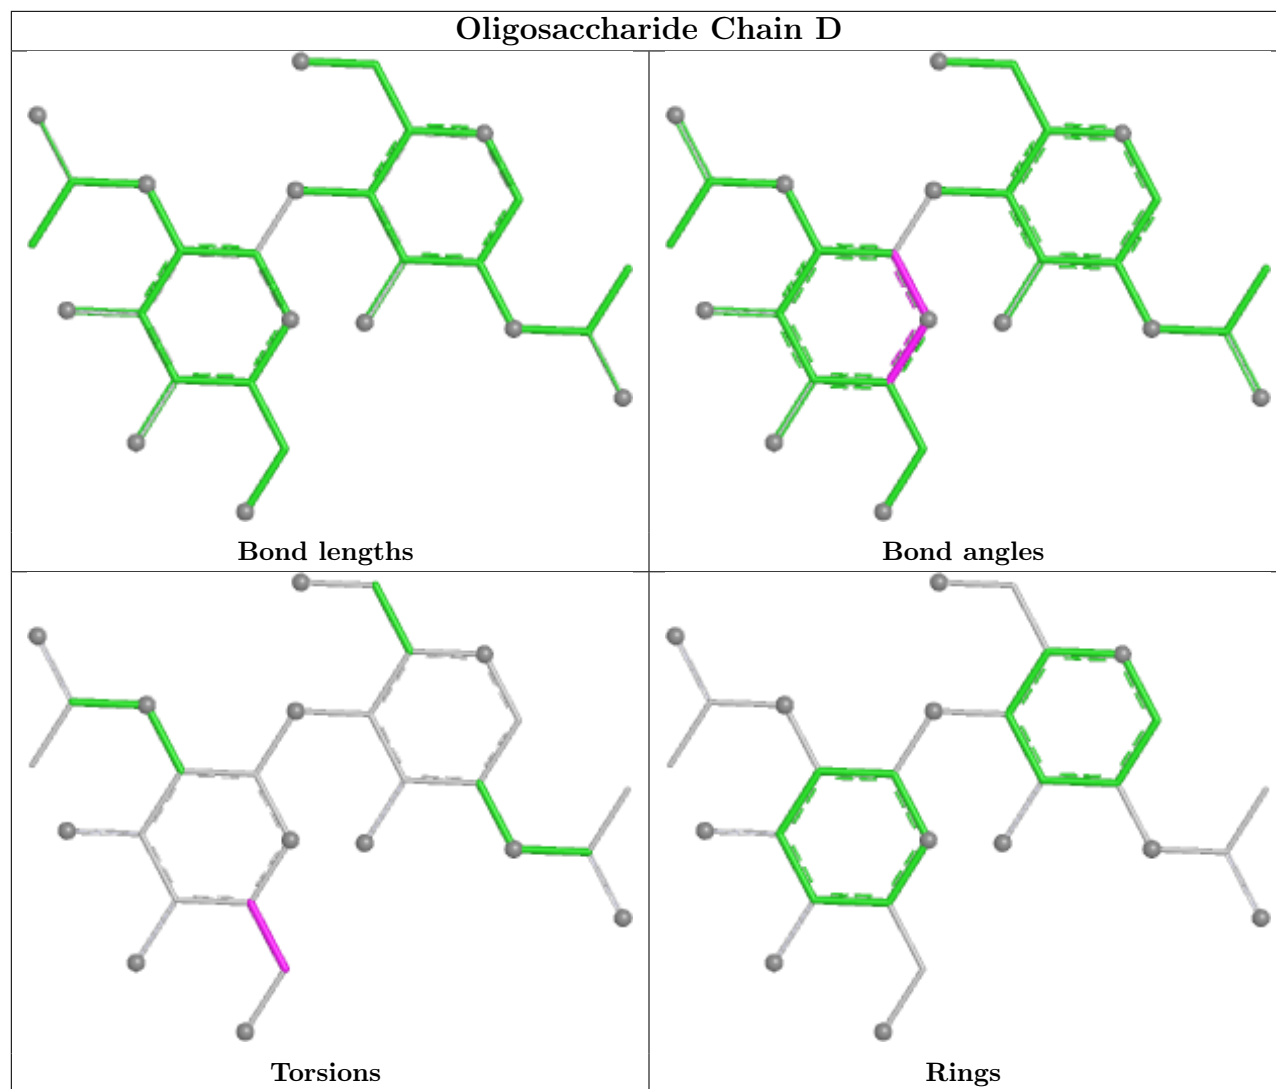 Oligosaccharide Chain D
Bond lengths
Bond angles
Torsions
Rings